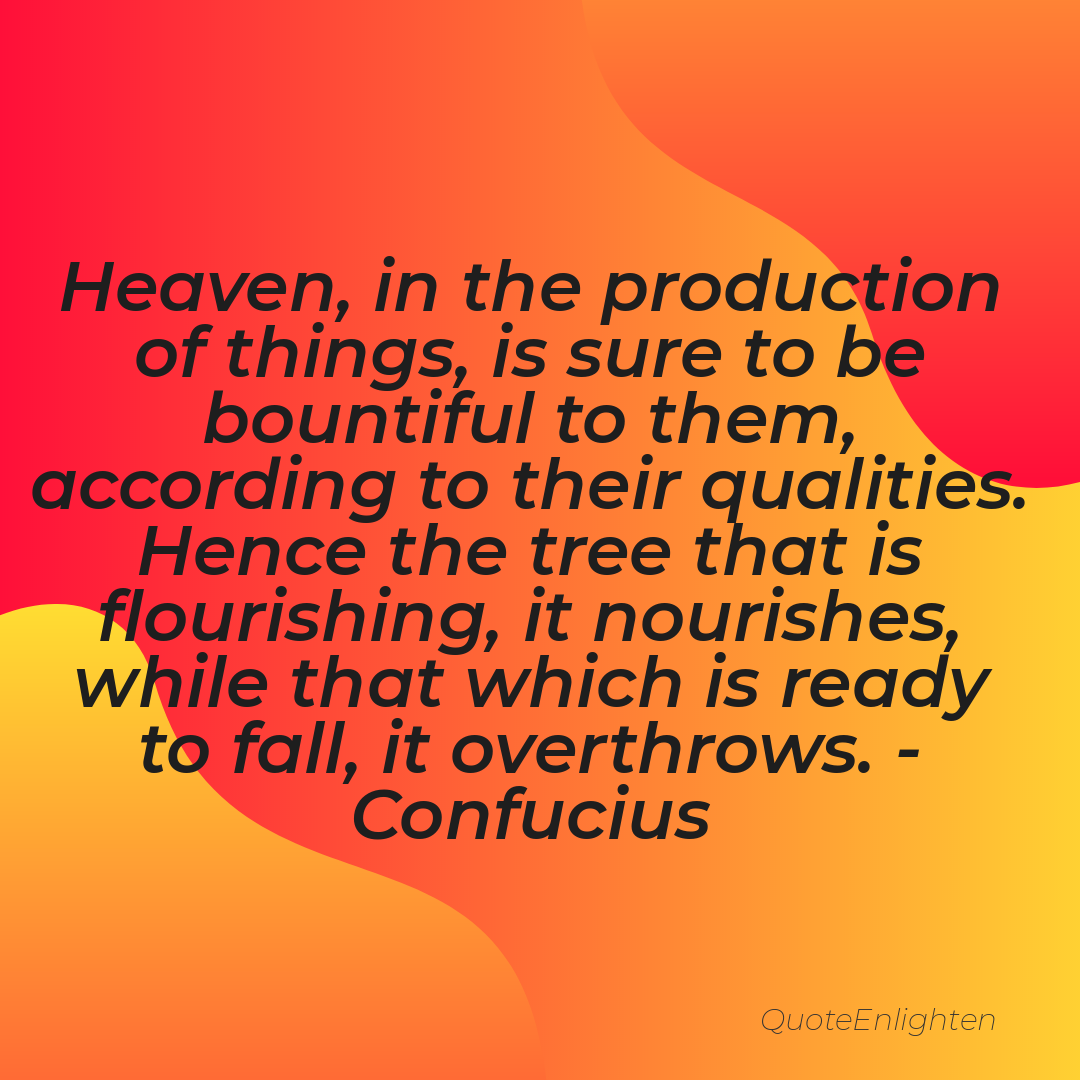 Heaven, in the production
of things, is sure to be
bountiful to them,
according to their qualities.
Hence the tree that is
flourishing, it nourishes,
while that which is ready
to fall, it overthrows. -
Confucius
QuoteEnlighten